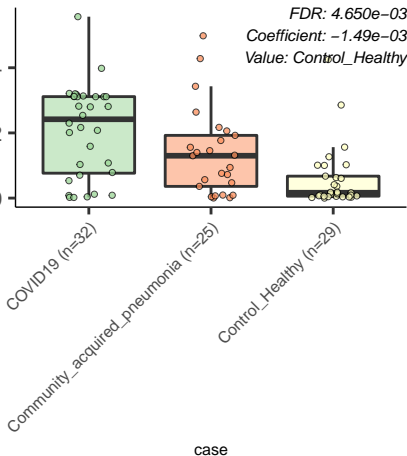 FDR: 4.650e−03
Coefficient: −1.49e−03
Value: Control_Healthy
COVID19 (n=32)
Community_acquired_pneumonia (n=25)
Control_Healthy (n=29)
case